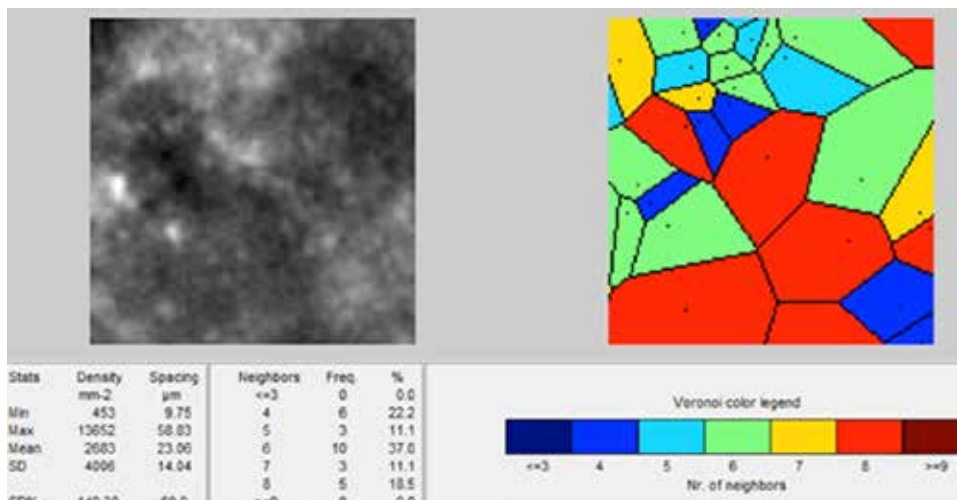 Stats Density Spacing Neighbors Freq. %
mm-2 µm <=3 0 0.0
Min 453 9.75 4 6 22.2
Max 13652 58.83 5 3 11.1
Mean 2683 23.06 6 10 37.0
SD 4006 14.04 7 3 11.1
8 5 18.5
Voronoi color legend
<=3 4 5 6 7 8 >=9
Nr. of neighbors